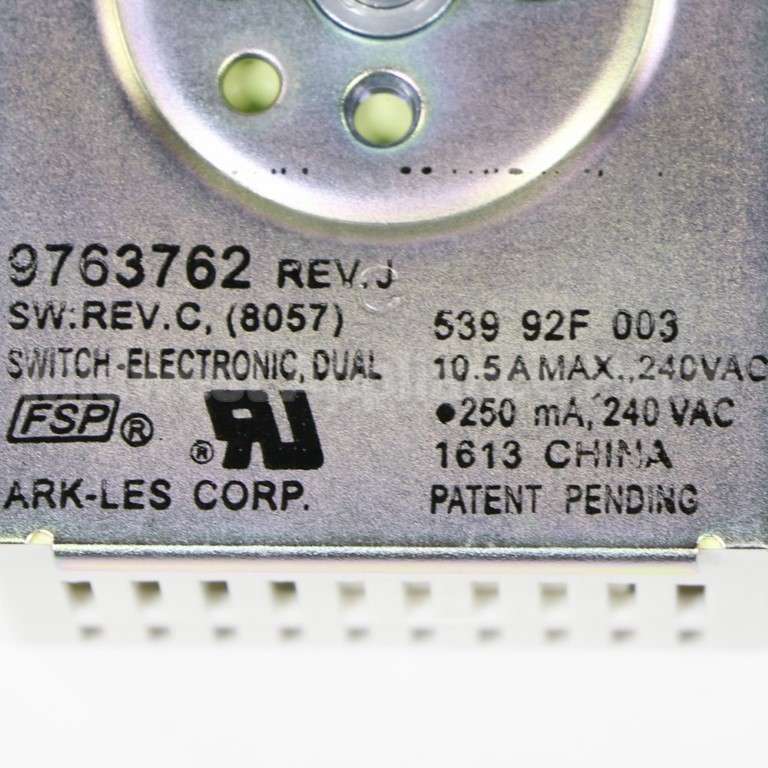 9763762 REV.J
SW:REV.C, (8057)
SWITCH-ELECTRONIC, DUAL
FSP®
® RU
ARK-LES CORP.
539 92F 003
10.5 A MAX., 240VAC
●250 mA, 240 VAC
1613 CHINA
PATENT PENDING